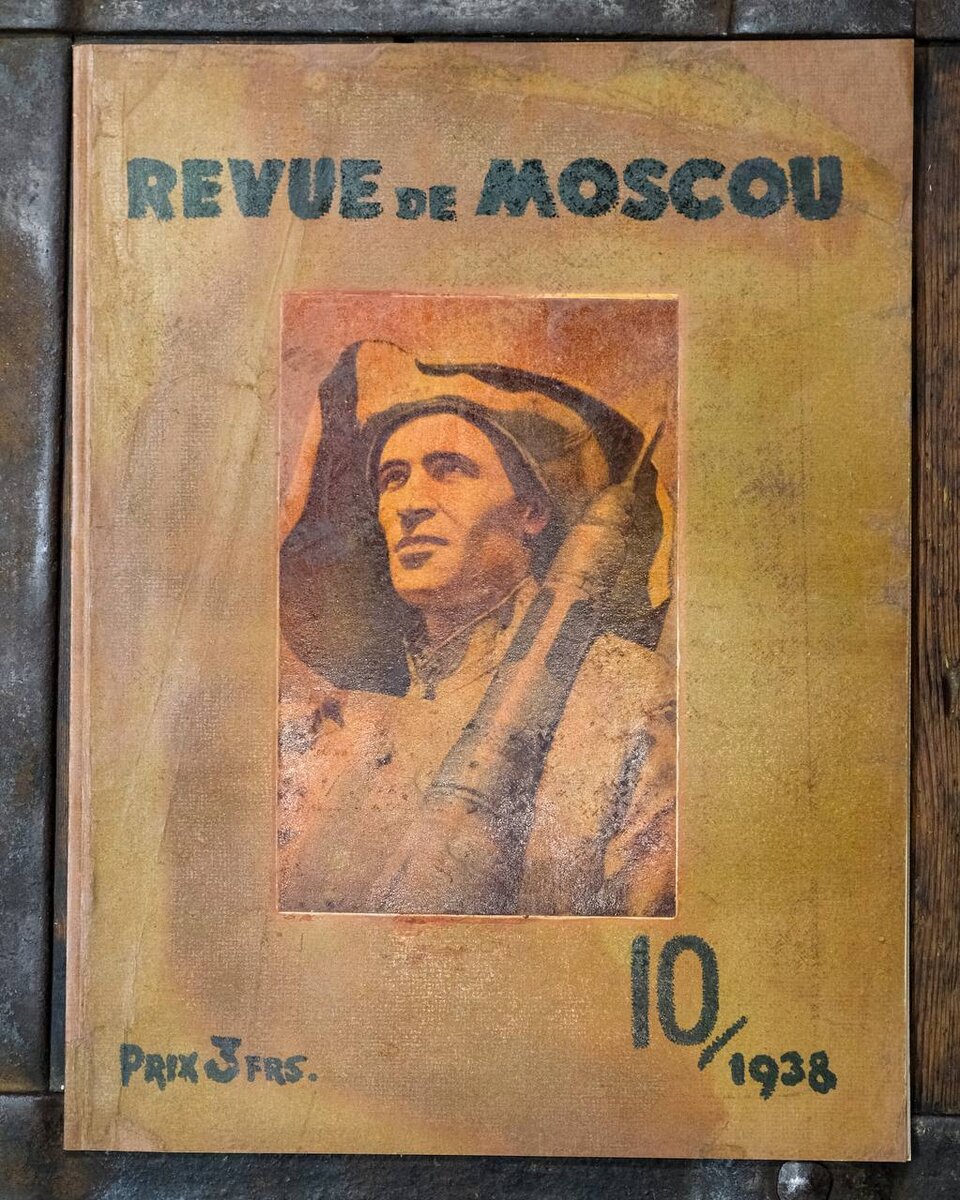 REVUE DE MOSCOU
10/1938
PRIX 3 FRS.